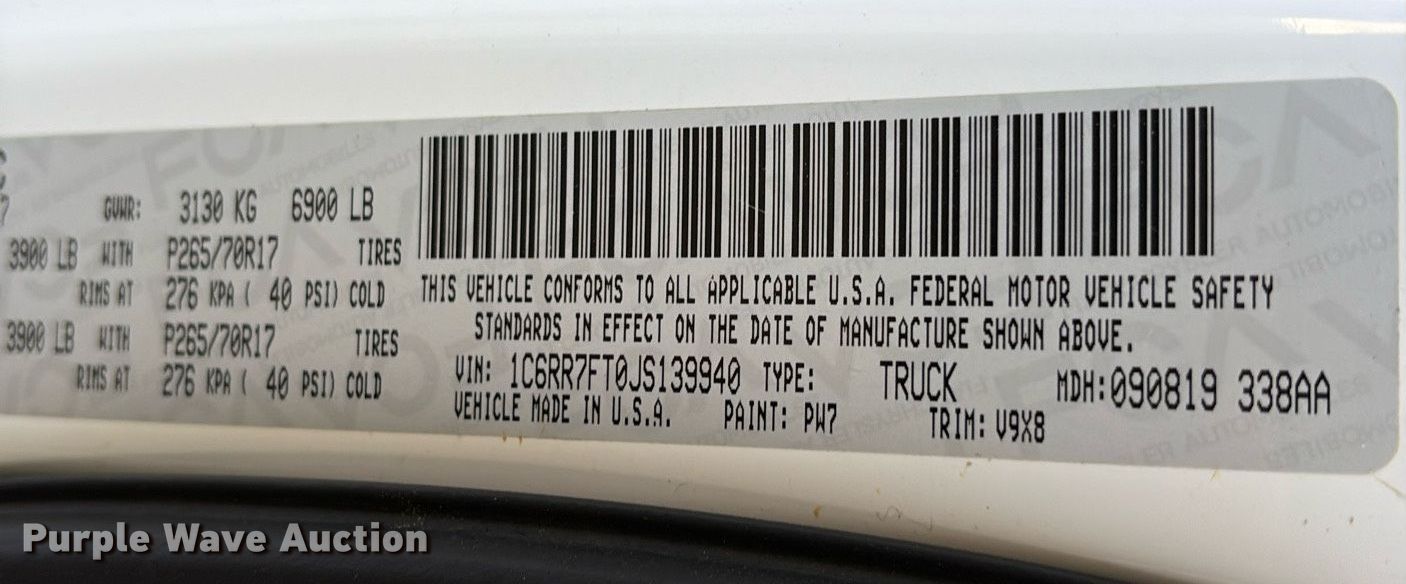 GVWR: 3130 KG 6900 LB
3900 LB WITH P265/70R17 TIRES
RIMS AT 276 KPA ( 40 PSI) COLD
3900 LB WITH P265/70R17 TIRES
RIMS AT 276 KPA ( 40 PSI) COLD
THIS VEHICLE CONFORMS TO ALL APPLICABLE U.S.A. FEDERAL MOTOR VEHICLE SAFETY
STANDARDS IN EFFECT ON THE DATE OF MANUFACTURE SHOWN ABOVE.
VIN: 1C6RR7FT0JS139940 TYPE: TRUCK MDH:090819 338AA
VEHICLE MADE IN U.S.A. PAINT: PW7 TRIM: V9X8
Purple Wave Auction